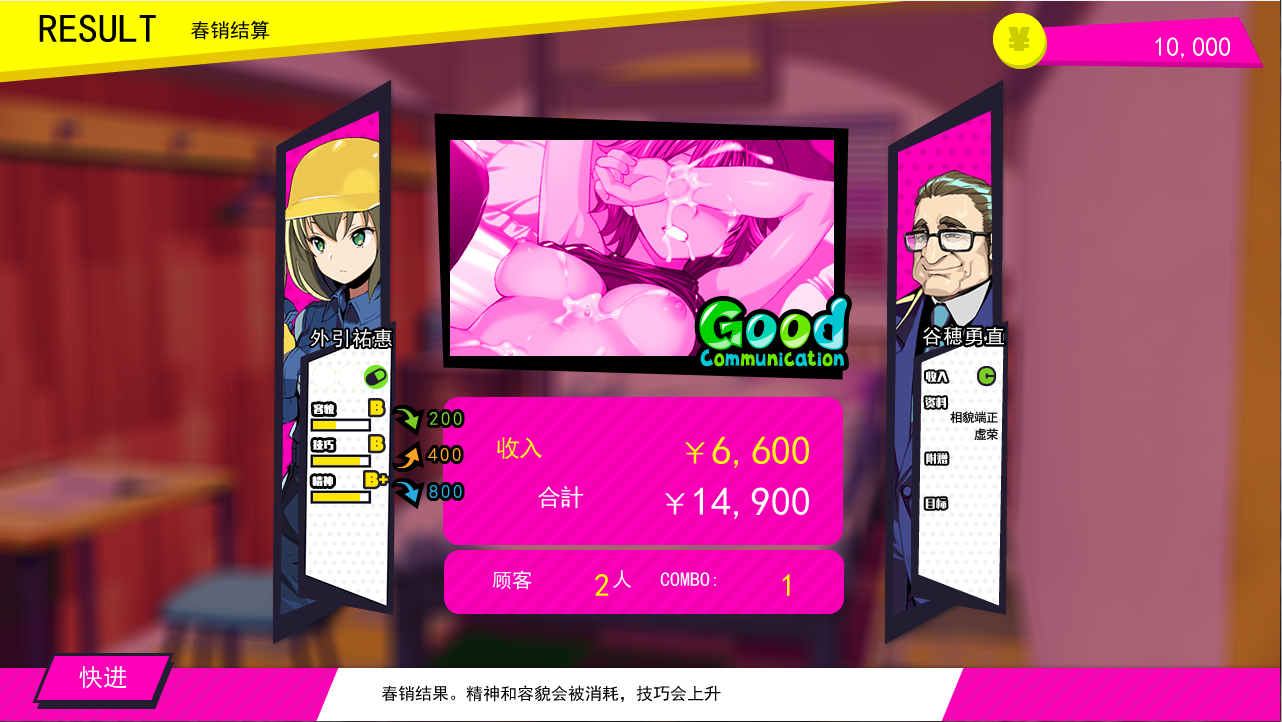 RESULT 春销结算
¥ 10,000
外引祐惠
容貌 B 200
技巧 B 400
精神 B+ 800
Good
Communication
收入 ¥6,600
合計 ¥14,900
顾客 2人 COMBO: 1
谷穂勇直
收入 C
资料
相貌端正
虚荣
附赠
目标
快进
春销结果。精神和容貌会被消耗，技巧会上升